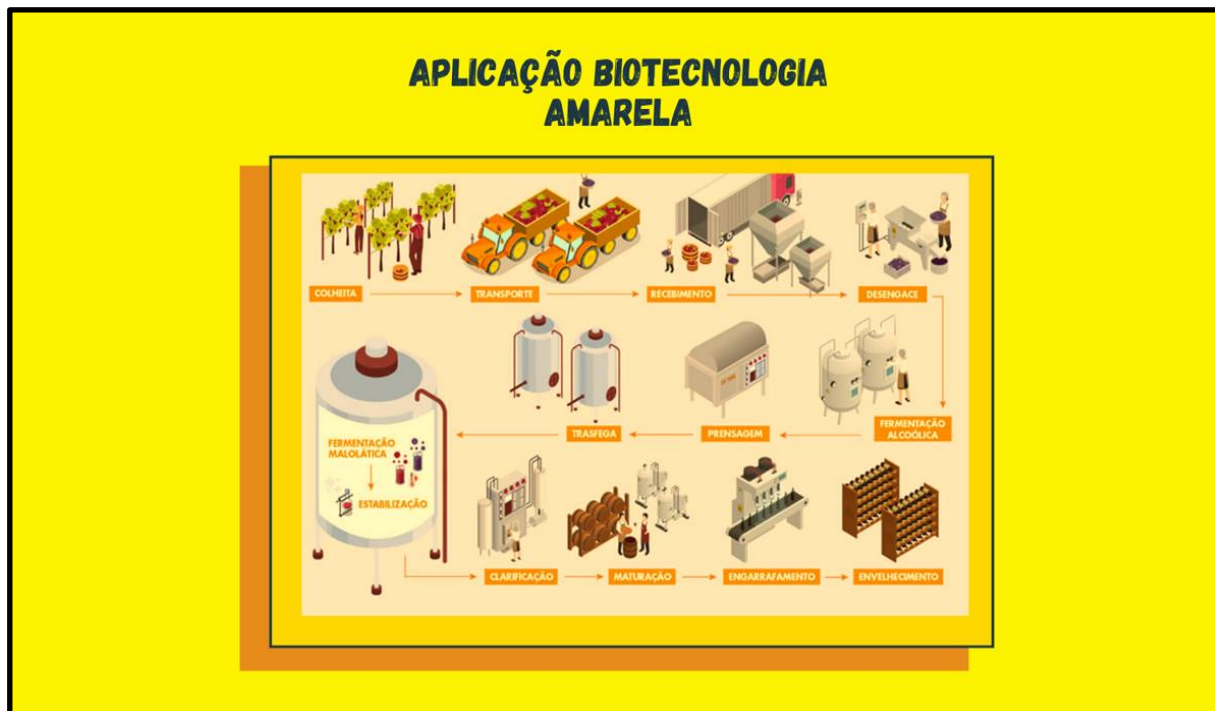 APLICAÇÃO BIOTECNOLOGIA
AMARELA
COLHEITA
TRANSPORTE
RECEBIMENTO
DESENGACE
FERMENTAÇÃO
ALCOÓLICA
PRENSAGEM
TRASFEGA
FERMENTAÇÃO
MALOLÁTICA
ESTABILIZAÇÃO
CLARIFICAÇÃO
MATURAÇÃO
ENGARRAFAMENTO
ENVELHECIMENTO